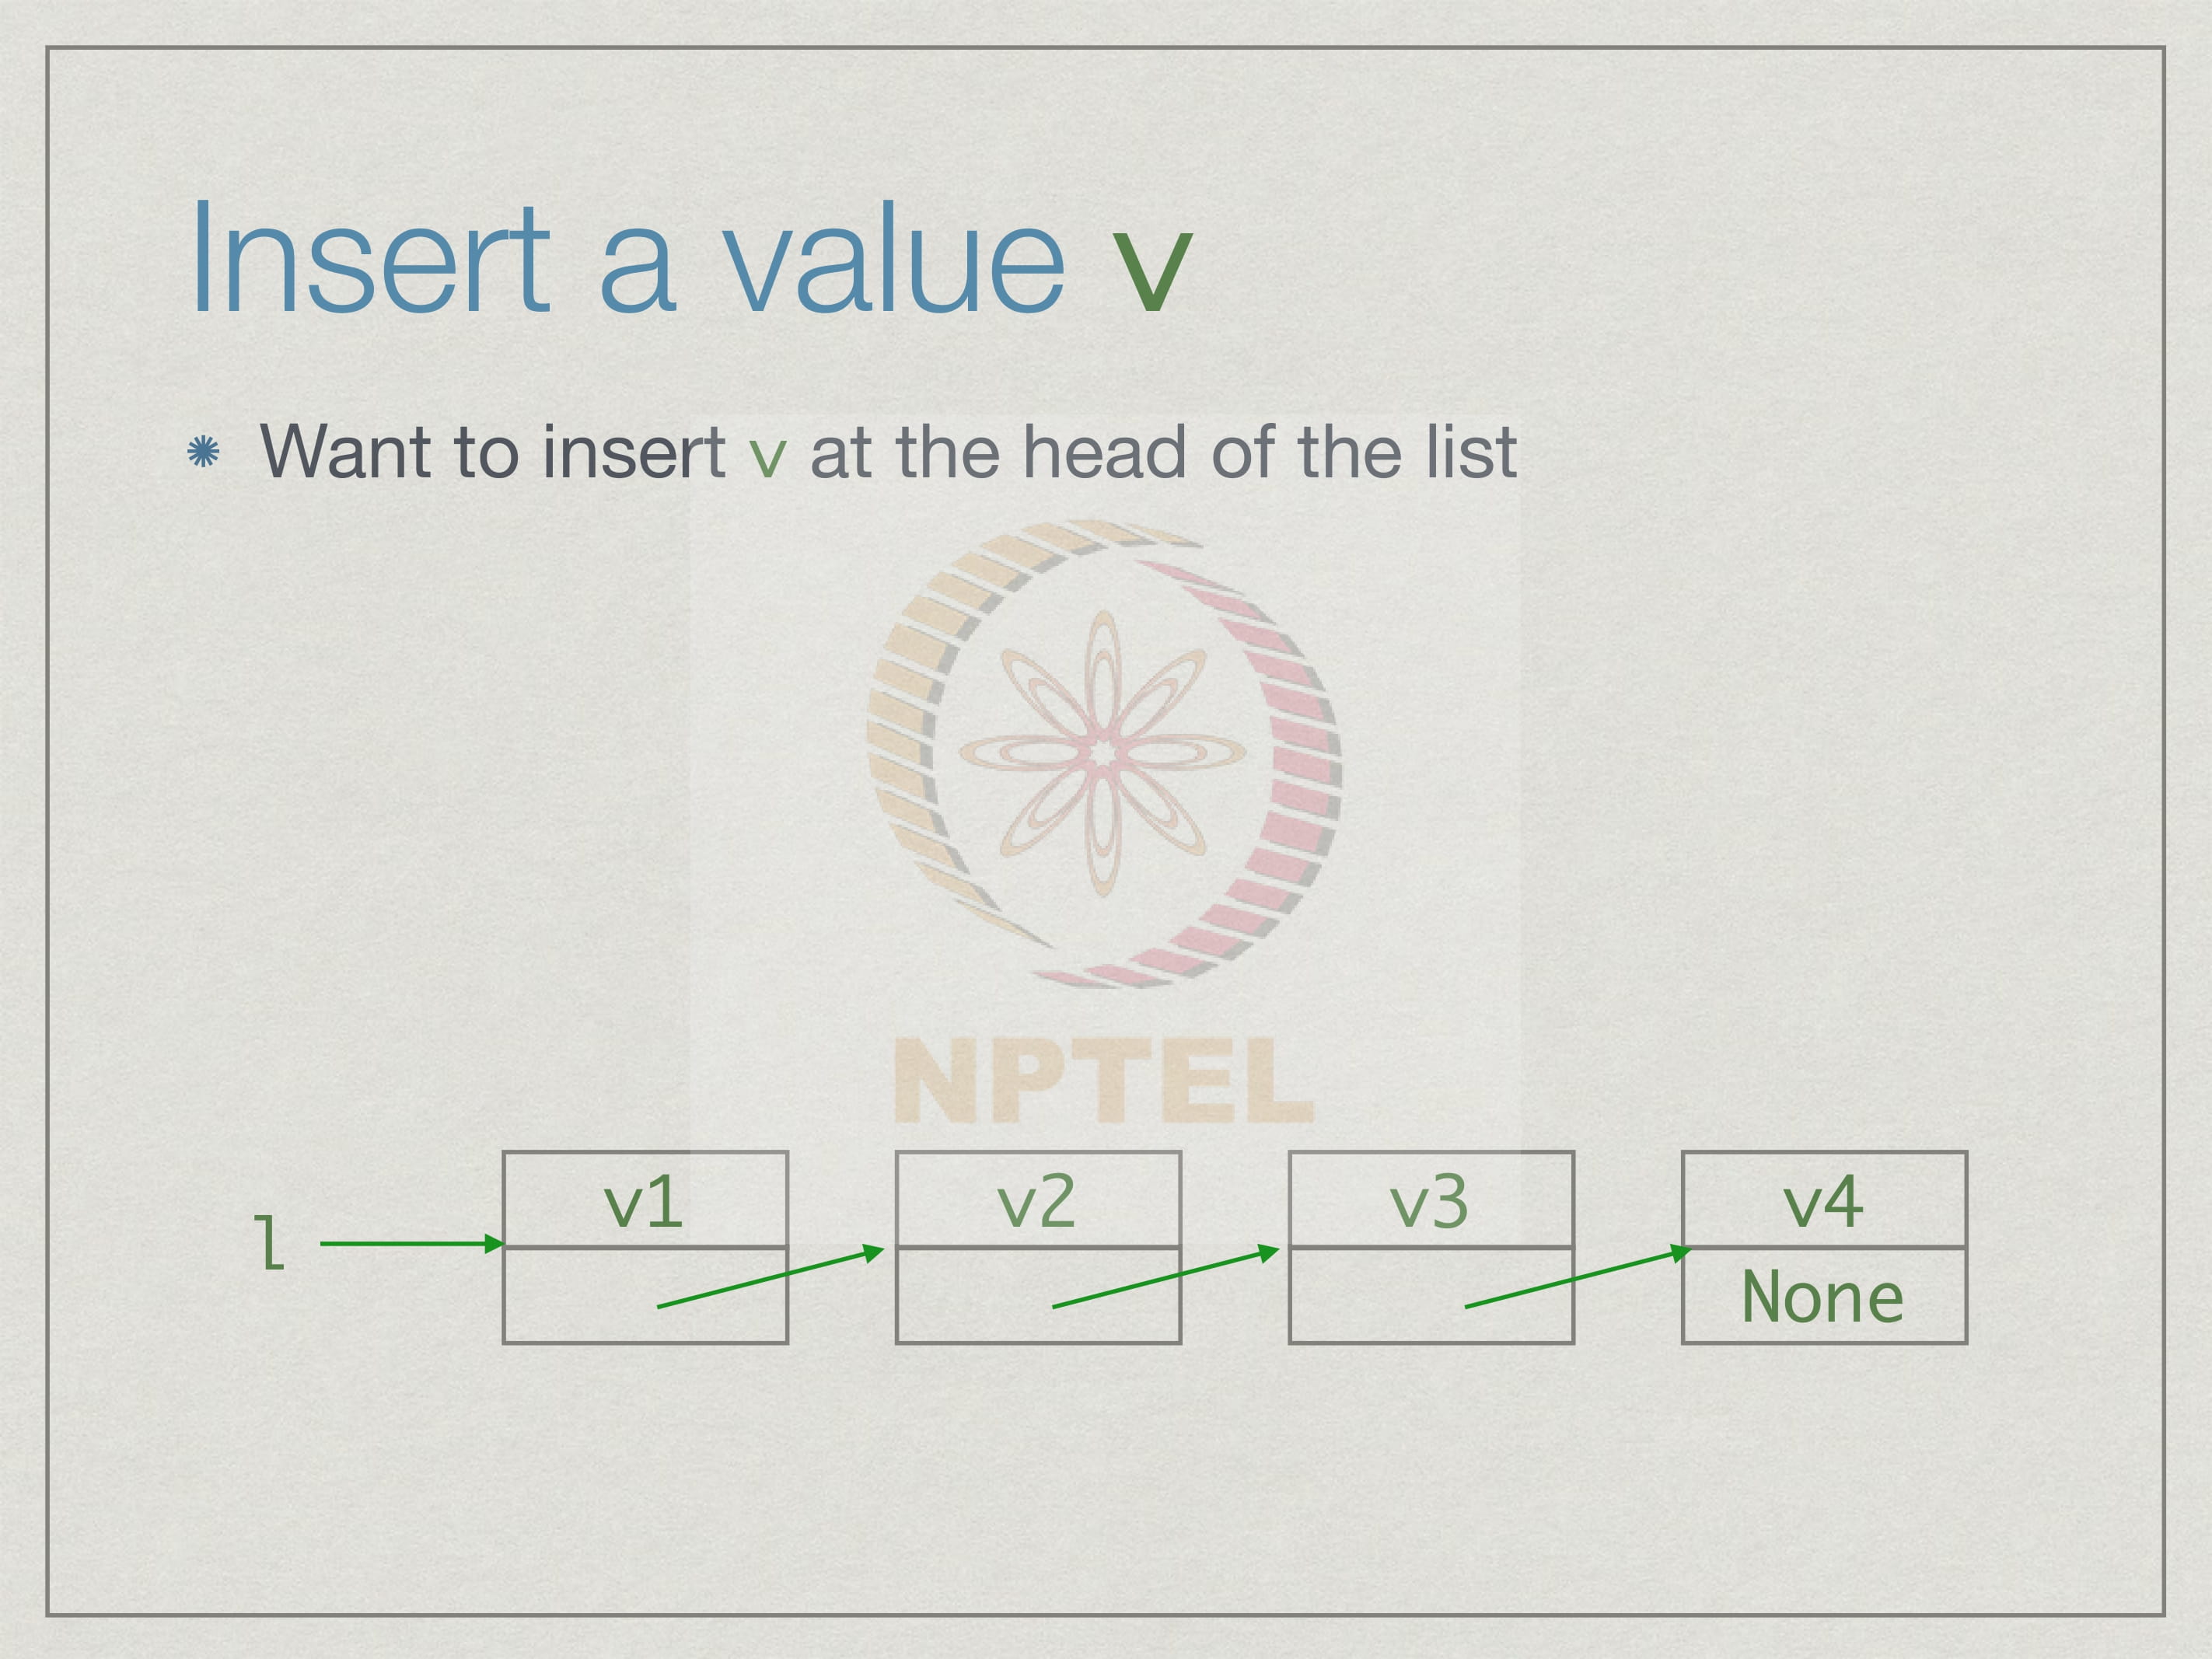 Insert a value v
Want to insert v at the head of the list
NPTEL
l
v1
v2
v3
v4
None